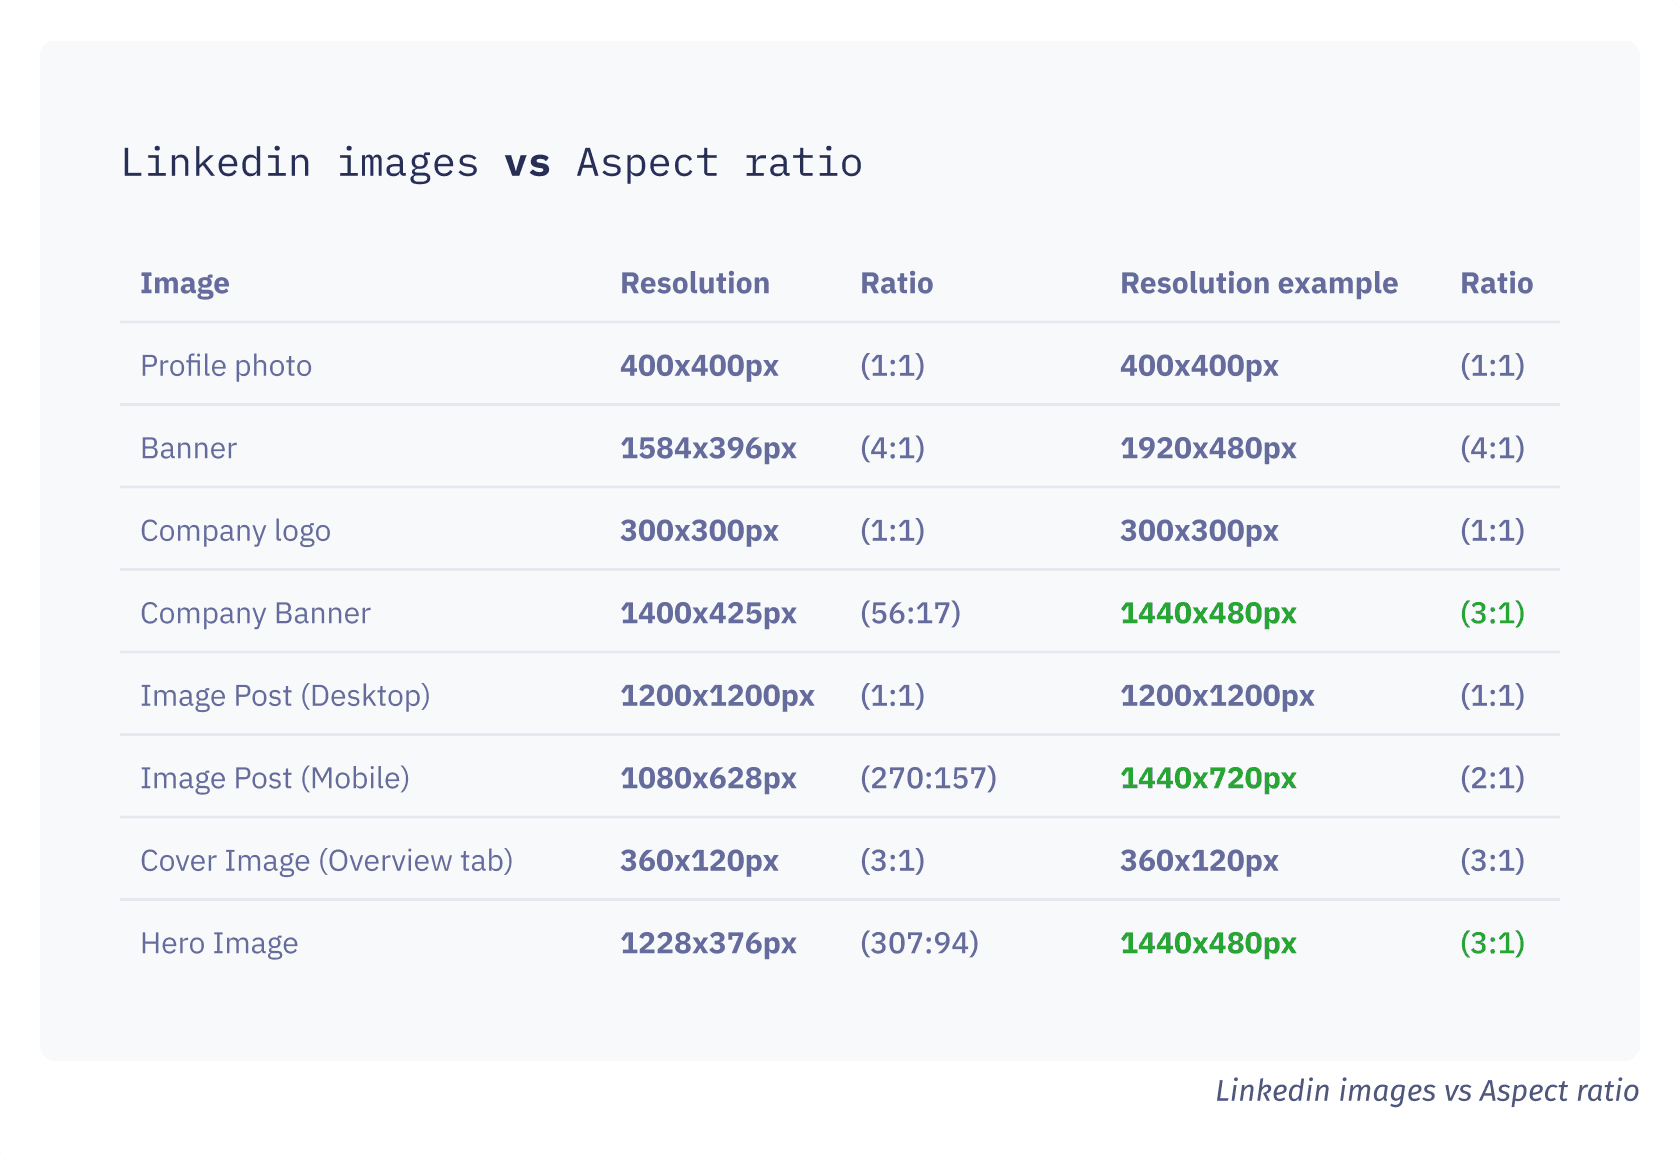 Linkedin images vs Aspect ratio
Image Resolution Ratio Resolution example Ratio
Profile photo 400x400px (1:1) 400x400px (1:1)
Banner 1584x396px (4:1) 1920x480px (4:1)
Company logo 300x300px (1:1) 300x300px (1:1)
Company Banner 1400x425px (56:17) 1440x480px (3:1)
Image Post (Desktop) 1200x1200px (1:1) 1200x1200px (1:1)
Image Post (Mobile) 1080x628px (270:157) 1440x720px (2:1)
Cover Image (Overview tab) 360x120px (3:1) 360x120px (3:1)
Hero Image 1228x376px (307:94) 1440x480px (3:1)
Linkedin images vs Aspect ratio